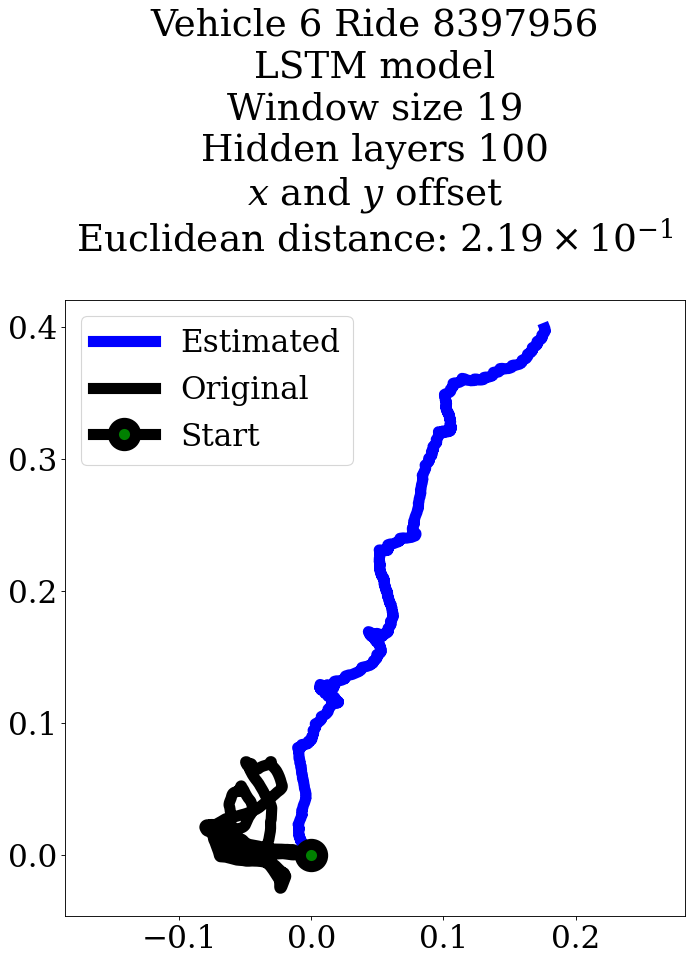 Vehicle 6 Ride 8397956
LSTM model
Window size 19
Hidden layers 100
x and y offset
Euclidean distance: 2.19 × 10⁻¹
Estimated
Original
Start
0.4
0.3
0.2
0.1
0.0
−0.1 0.0 0.1 0.2